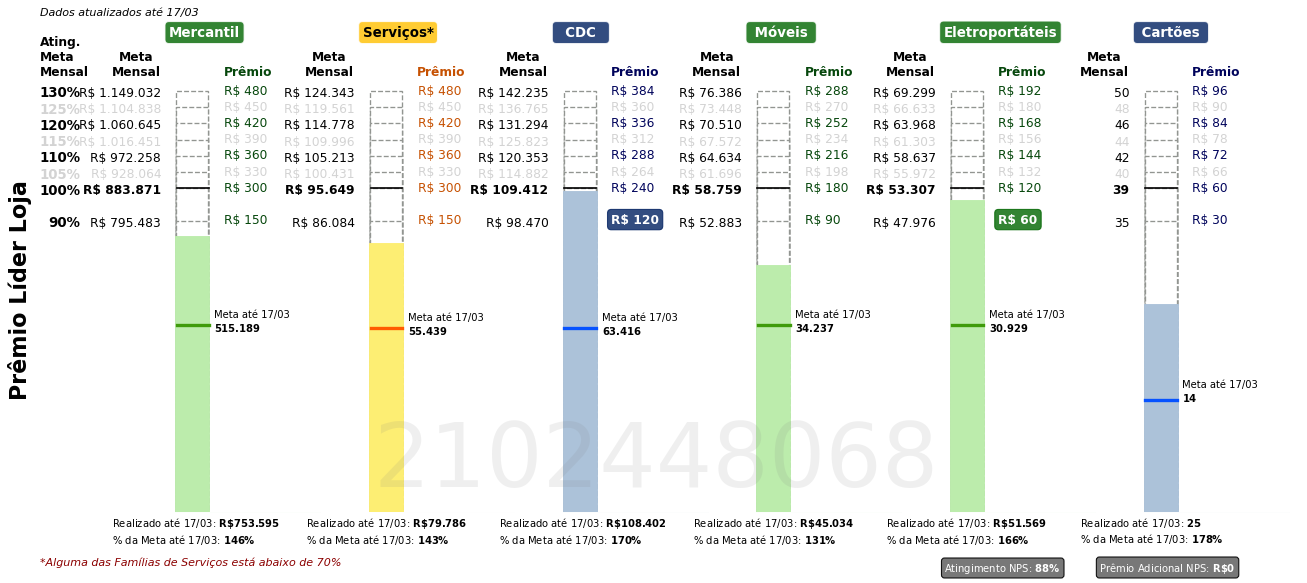 Dados atualizados até 17/03
Mercantil Serviços* CDC Móveis Eletroportáteis Cartões
Ating. Meta Mensal
Meta Mensal Prêmio Meta Mensal Prêmio Meta Mensal Prêmio Meta Mensal Prêmio Meta Mensal Prêmio Meta Mensal Prêmio
130% R$ 1.149.032 R$ 480 R$ 124.343 R$ 480 R$ 142.235 R$ 384 R$ 76.386 R$ 288 R$ 69.299 R$ 192 50 R$ 96
125% R$ 1.104.838 R$ 450 R$ 119.561 R$ 450 R$ 136.765 R$ 360 R$ 73.448 R$ 270 R$ 66.633 R$ 180 48 R$ 90
120% R$ 1.060.645 R$ 420 R$ 114.778 R$ 420 R$ 131.294 R$ 336 R$ 70.510 R$ 252 R$ 63.968 R$ 168 46 R$ 84
115% R$ 1.016.451 R$ 390 R$ 109.996 R$ 390 R$ 125.823 R$ 312 R$ 67.572 R$ 234 R$ 61.303 R$ 156 44 R$ 78
110% R$ 972.258 R$ 360 R$ 105.213 R$ 360 R$ 120.353 R$ 288 R$ 64.634 R$ 216 R$ 58.637 R$ 144 42 R$ 72
105% R$ 928.064 R$ 330 R$ 100.431 R$ 330 R$ 114.882 R$ 264 R$ 61.696 R$ 198 R$ 55.972 R$ 132 40 R$ 66
100% R$ 883.871 R$ 300 R$ 95.649 R$ 300 R$ 109.412 R$ 240 R$ 58.759 R$ 180 R$ 53.307 R$ 120 39 R$ 60
90% R$ 795.483 R$ 150 R$ 86.084 R$ 150 R$ 98.470 R$ 120 R$ 52.883 R$ 90 R$ 47.976 R$ 60 35 R$ 30
Prêmio Líder Loja
Meta até 17/03 Meta até 17/03 Meta até 17/03 Meta até 17/03 Meta até 17/03
515.189 55.439 63.416 34.237 30.929
Meta até 17/03
14
2102448068
Realizado até 17/03: R$753.595 Realizado até 17/03: R$79.786 Realizado até 17/03: R$108.402 Realizado até 17/03: R$45.034 Realizado até 17/03: R$51.569 Realizado até 17/03: 25
% da Meta até 17/03: 146% % da Meta até 17/03: 143% % da Meta até 17/03: 170% % da Meta até 17/03: 131% % da Meta até 17/03: 166% % da Meta até 17/03: 178%
*Alguma das Famílias de Serviços está abaixo de 70% Atingimento NPS: 88% Prêmio Adicional NPS: R$0